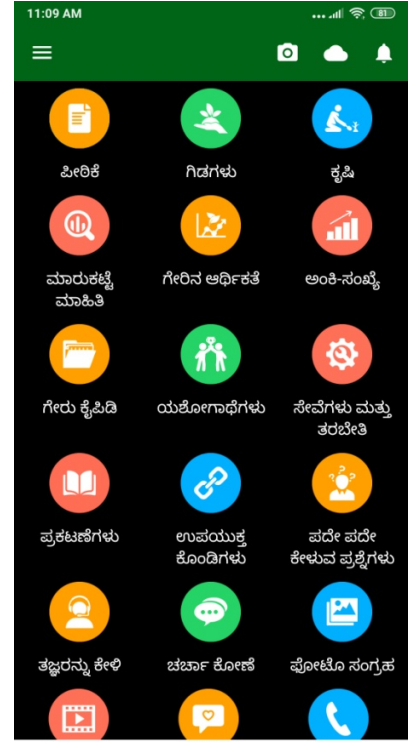 11:09 AM
81
ಪೀಠಿಕೆ
ಗಿಡಗಳು
ಕೃಷಿ
ಮಾರುಕಟ್ಟೆ
ಮಾಹಿತಿ
ಗೇರಿನ ಆರ್ಥಿಕತೆ
ಅಂಕಿ-ಸಂಖ್ಯೆ
ಗೇರು ಕೈಪಿಡಿ
ಯಶೋಗಾಥೆಗಳು
ಸೇವೆಗಳು ಮತ್ತು
ತರಬೇತಿ
ಪ್ರಕಟಣೆಗಳು
ಉಪಯುಕ್ತ
ಕೊಂಡಿಗಳು
ಪದೇ ಪದೇ
ಕೇಳುವ ಪ್ರಶ್ನೆಗಳು
ತಜ್ಞರನ್ನು ಕೇಳಿ
ಚರ್ಚಾ ಕೋಣೆ
ಫೋಟೊ ಸಂಗ್ರಹ